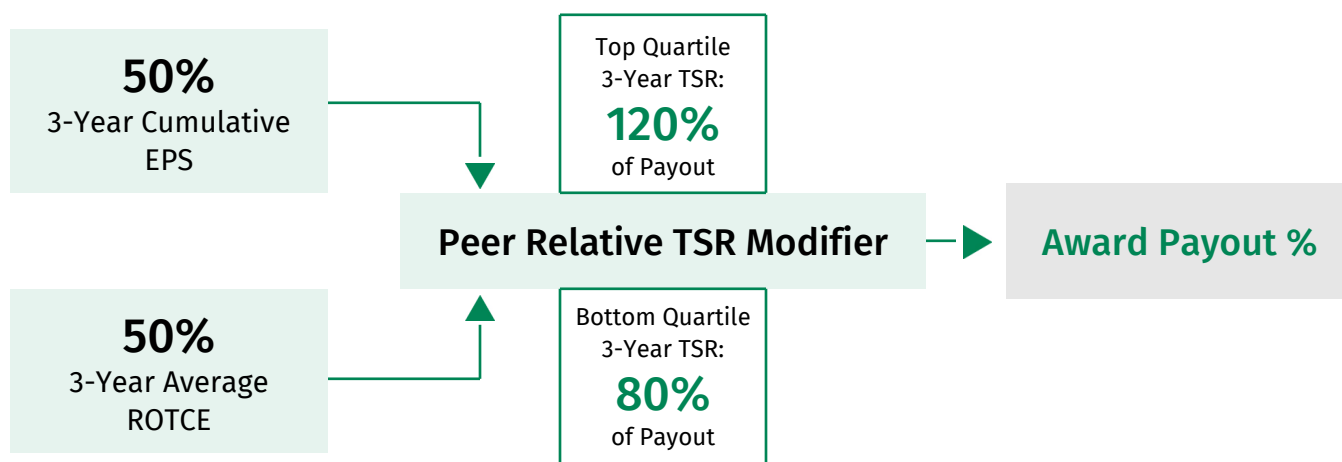 50%
3-Year Cumulative
EPS
50%
3-Year Average
ROTCE
Top Quartile
3-Year TSR:
120%
of Payout
Peer Relative TSR Modifier
Bottom Quartile
3-Year TSR:
80%
of Payout
Award Payout %